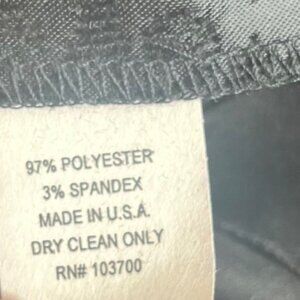 97% POLYESTER
3% SPANDEX
MADE IN U.S.A.
DRY CLEAN ONLY
RN# 103700